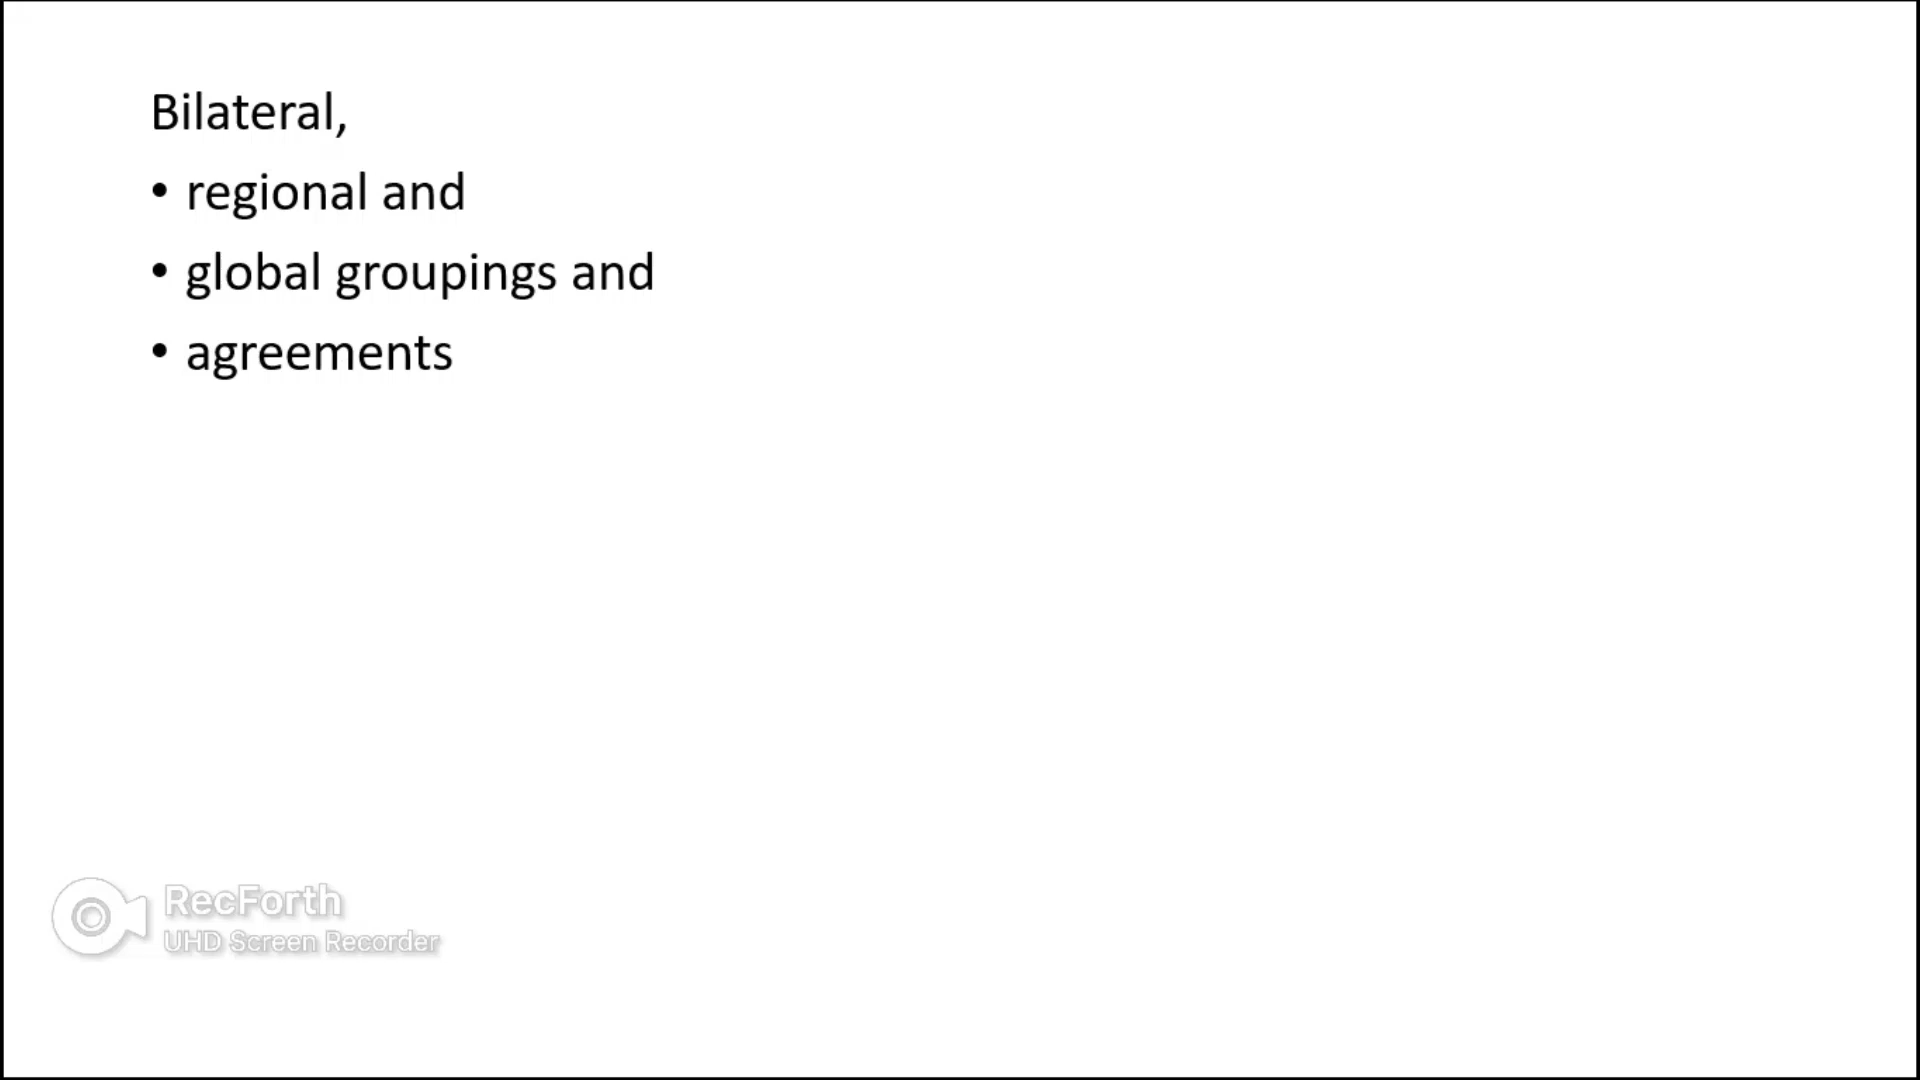 Bilateral,
• regional and
• global groupings and
• agreements
RecForth
UHD Screen Recorder